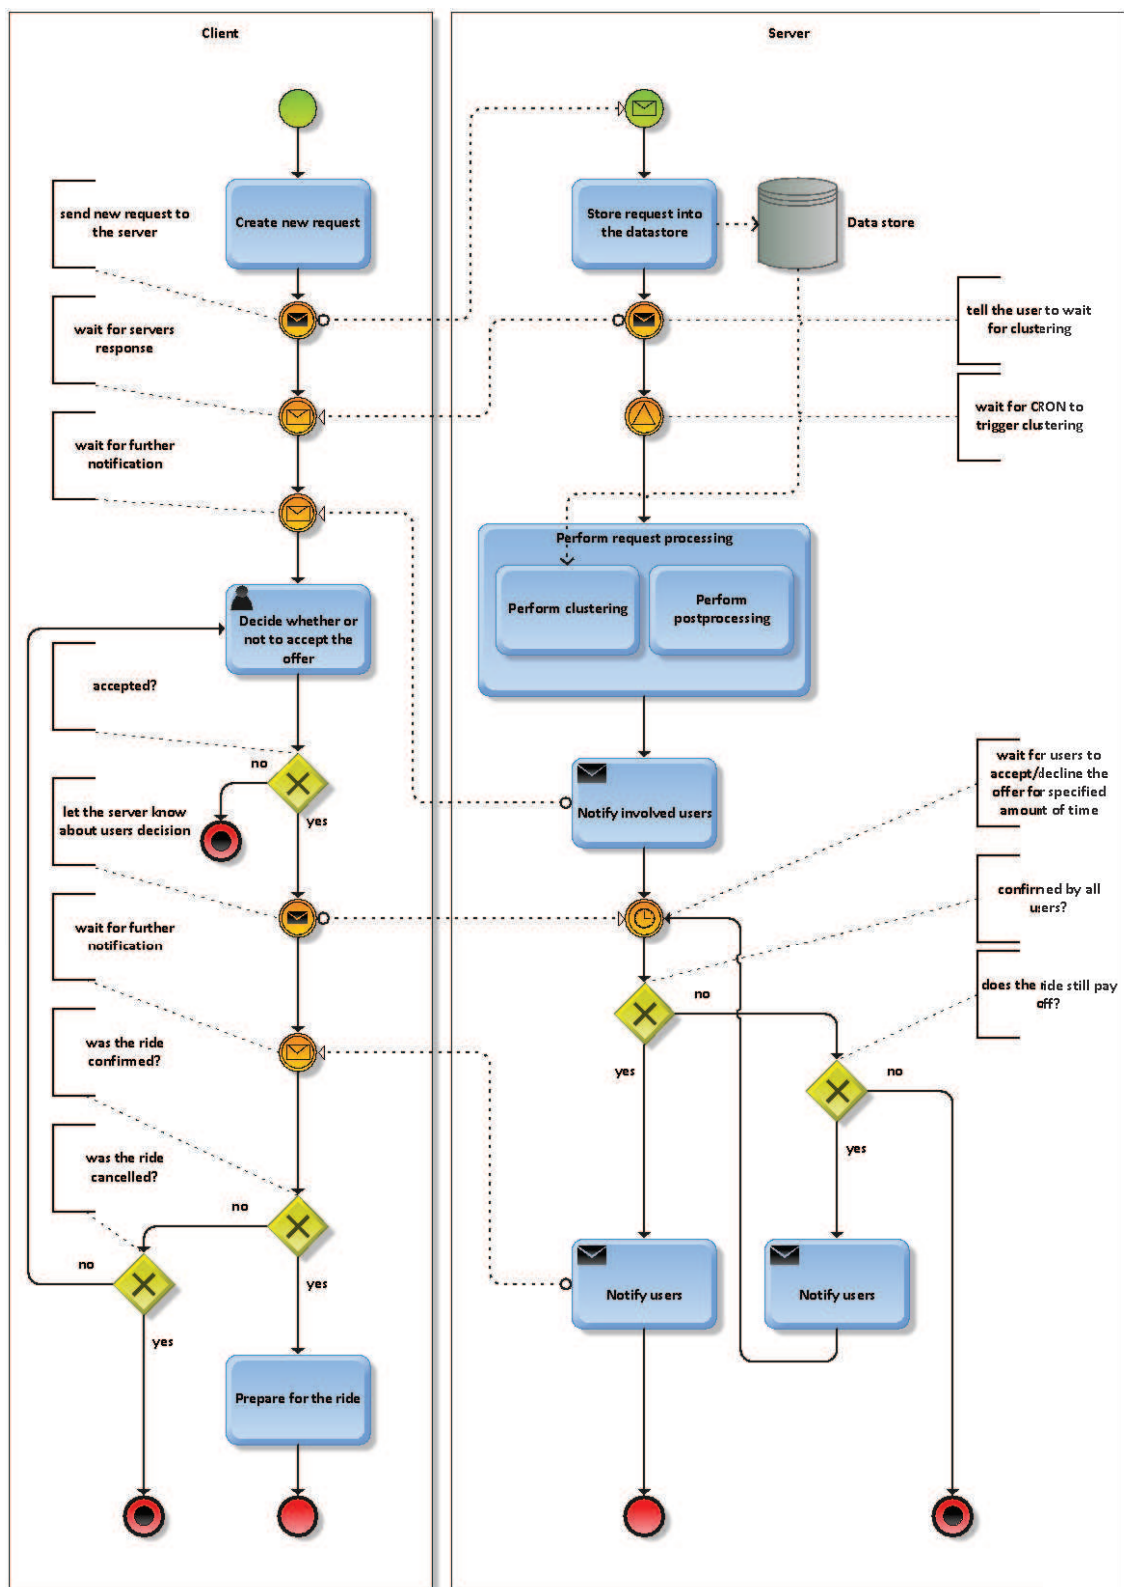 Client
Server
send new request to
the server
Create new request
Store request into
the datastore
Data store
wait for servers
response
tell the user to wait
for clustering
wait for CRON to
trigger clustering
wait for further
notification
Perform request processing
Perform clustering
Perform
postprocessing
Decide whether or
not to accept the
offer
accepted?
no
yes
let the server know
about users decision
Notify involved users
wait for users to
accept/decline the
offer for specified
amount of time
wait for further
notification
confirmed by all
users?
no
yes
does the ride still pay
off?
no
yes
was the ride
confirmed?
was the ride
cancelled?
no
yes
no
yes
Notify users
Notify users
Prepare for the ride